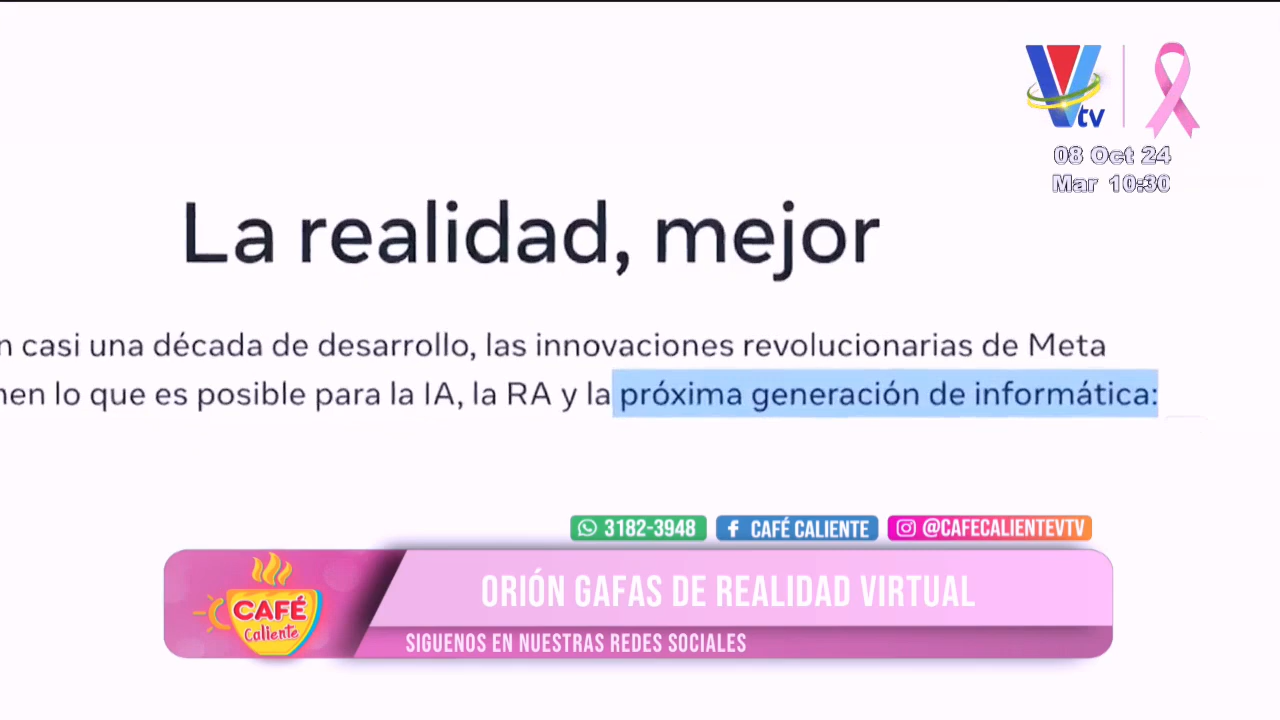 Vtv
08 Oct 24
Mar 10:30
La realidad, mejor
casi una década de desarrollo, las innovaciones revolucionarias de Meta
lo que es posible para la IA, la RA y la próxima generación de informática:
3182-3948
CAFÉ CALIENTE
@CAFECALIENTEVTV
CAFÉ
Caliente
ORIÓN GAFAS DE REALIDAD VIRTUAL
SIGUENOS EN NUESTRAS REDES SOCIALES